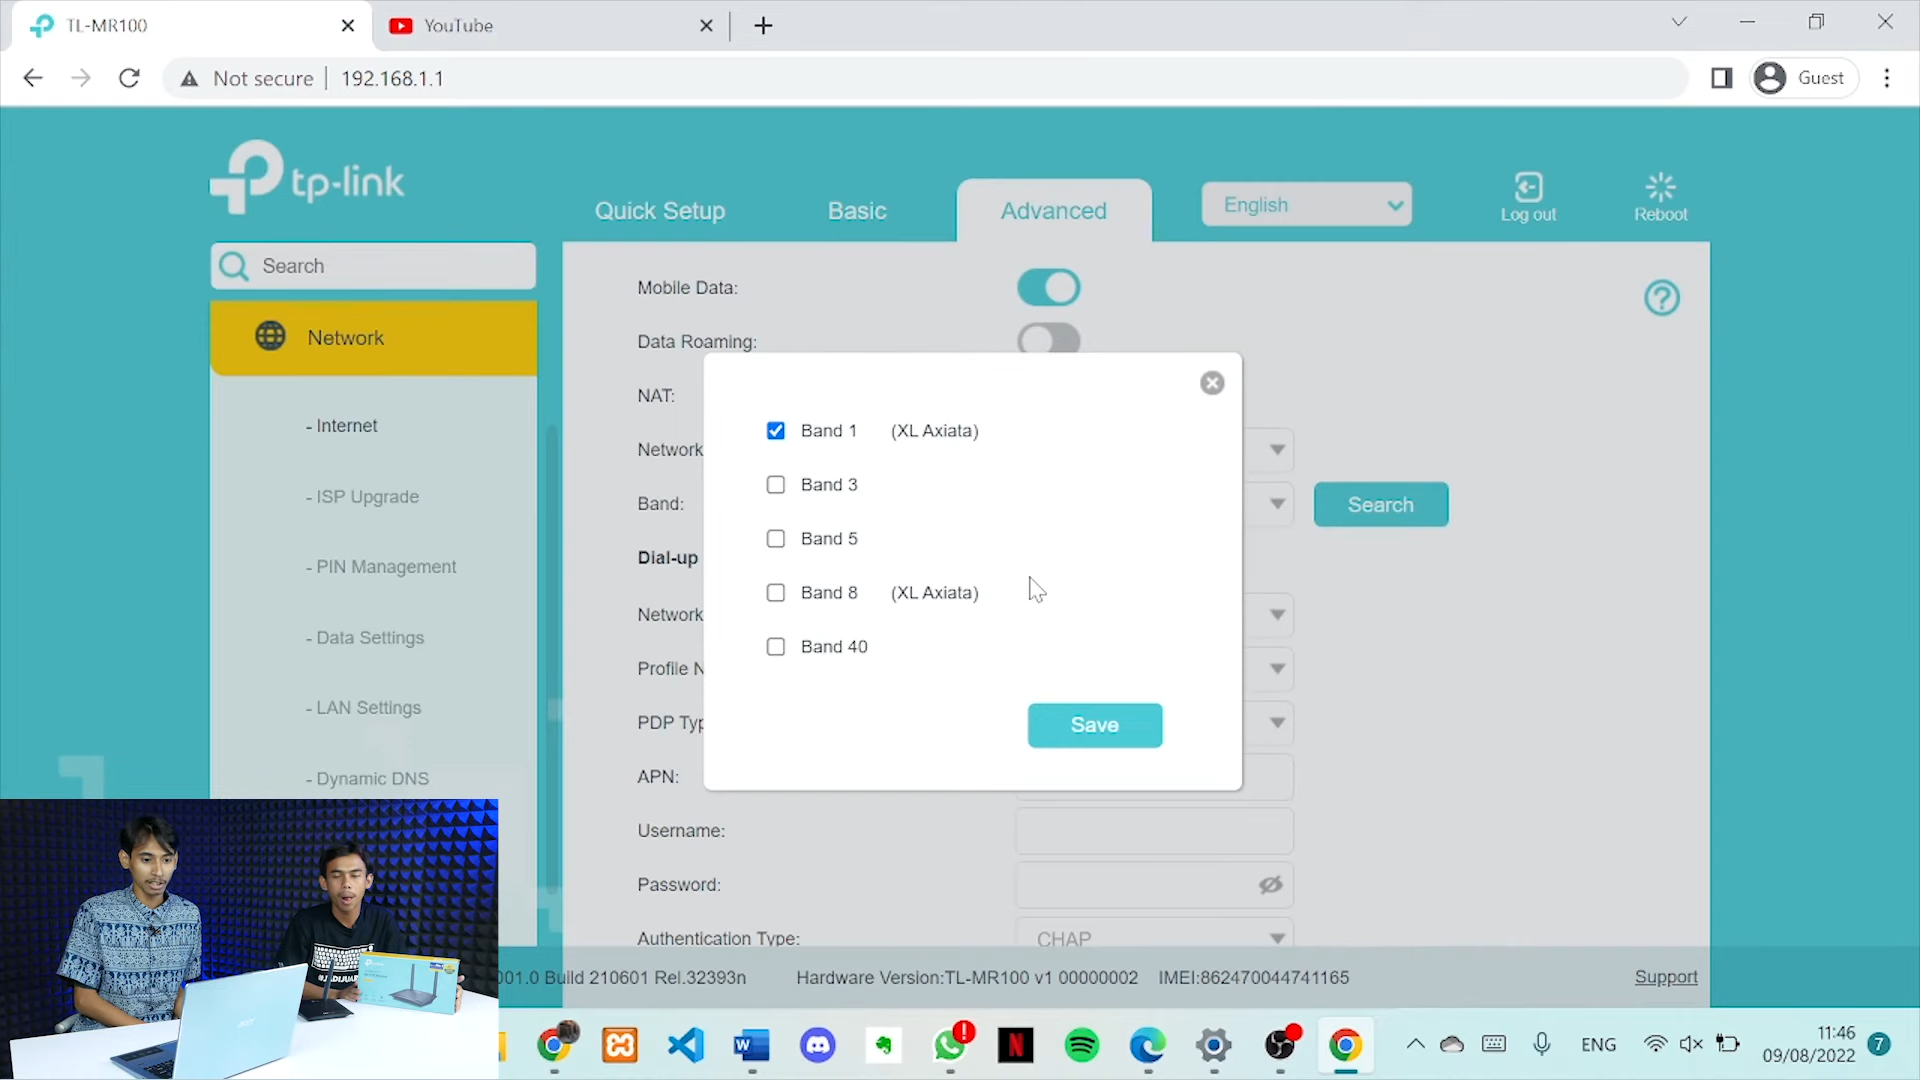 TL-MR100
YouTube
Not secure
192.168.1.1
Guest
tp-link
Quick Setup
Basic
Advanced
English
Log out
Reboot
Search
Network
- Internet
- ISP Upgrade
- PIN Management
- Data Settings
- LAN Settings
- Dynamic DNS
Mobile Data:
Data Roaming:
NAT:
Network
Band:
Search
Dial-up
Network
Profile N
PDP Typ
APN:
Username:
Password:
Authentication Type:
CHAP
Band 1 (XL Axiata)
Band 3
Band 5
Band 8 (XL Axiata)
Band 40
Save
001.0 Build 210601 Rel.32393n
Hardware Version:TL-MR100 v1 00000002
IMEI:862470044741165
Support
acer
ENG
11:46
09/08/2022
7